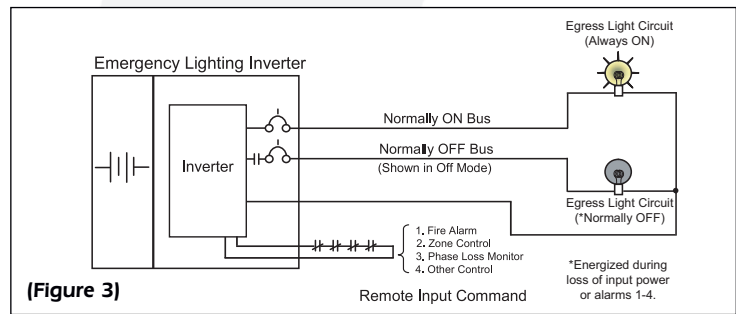 Egress Light Circuit
(Always ON)
Emergency Lighting Inverter
Normally ON Bus
Normally OFF Bus
(Shown in Off Mode)
Inverter
Egress Light Circuit
(*Normally OFF)
1. Fire Alarm
2. Zone Control
3. Phase Loss Monitor
4. Other Control
*Energized during
loss of input power
or alarms 1-4.
(Figure 3)
Remote Input Command